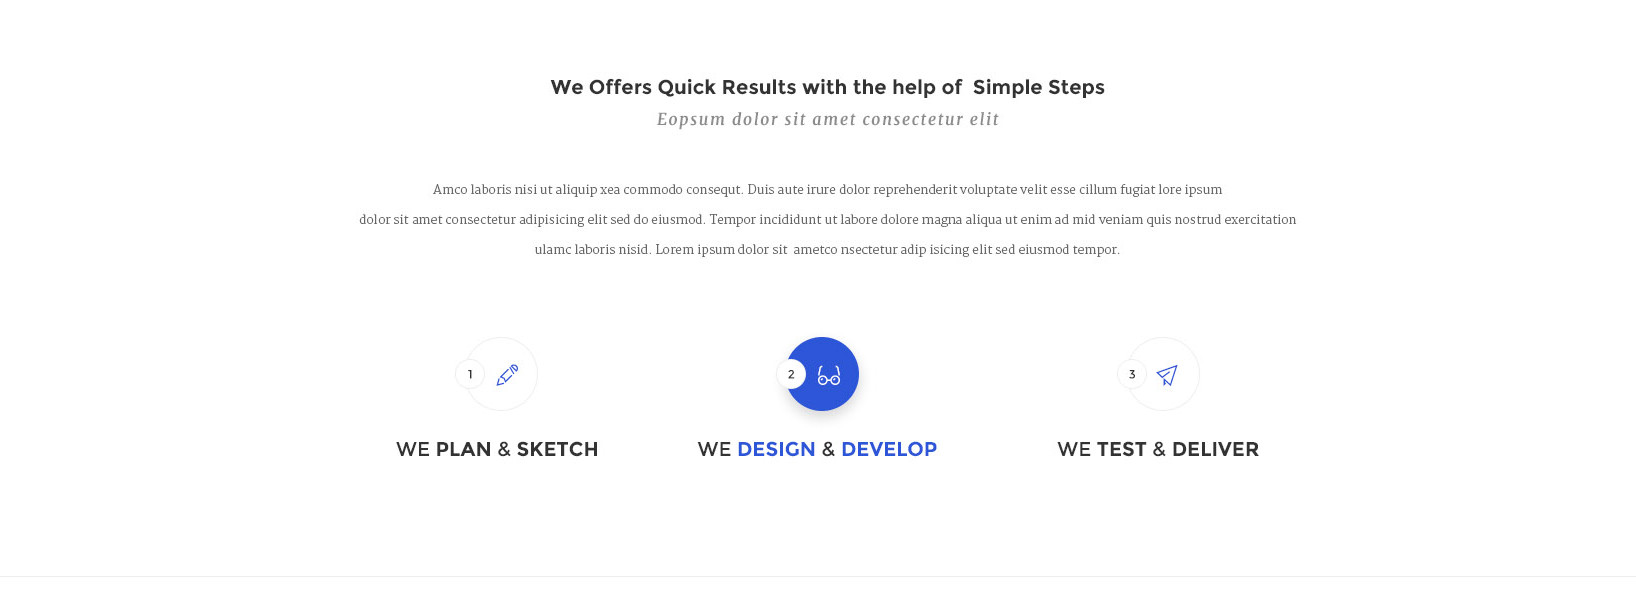 We Offers Quick Results with the help of  Simple Steps
Eopsum dolor sit amet consectetur elit
Amco laboris nisi ut aliquip xea commodo consequt. Duis aute irure dolor reprehenderit voluptate velit esse cillum fugiat lore ipsum
dolor sit amet consectetur adipisicing elit sed do eiusmod. Tempor incididunt ut labore dolore magna aliqua ut enim ad mid veniam quis nostrud exercitation
ulamc laboris nisid. Lorem ipsum dolor sit  ametco nsectetur adip isicing elit sed eiusmod tempor.
1
WE PLAN & SKETCH
2
WE DESIGN & DEVELOP
3
WE TEST & DELIVER